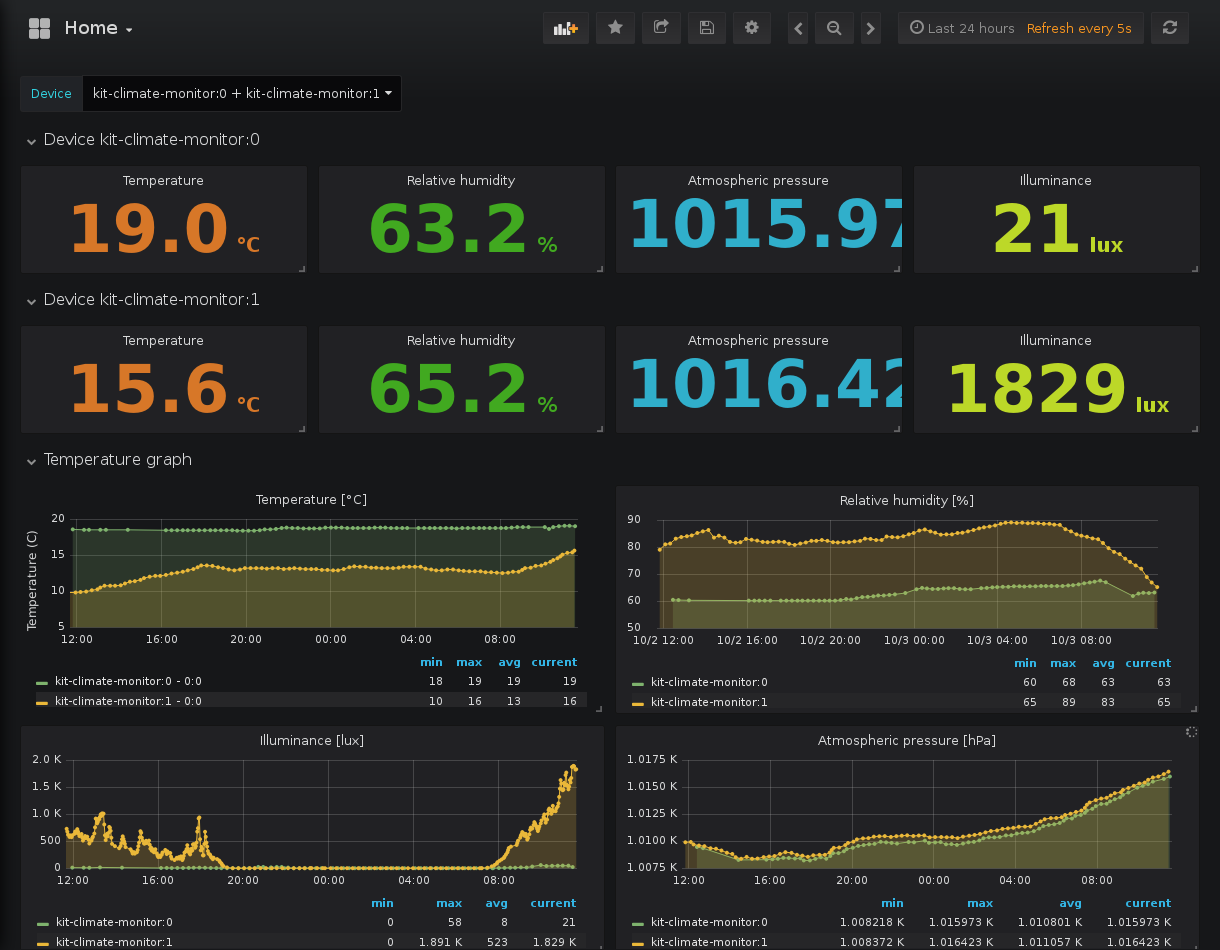 Home
Last 24 hours Refresh every 5s
Device kit-climate-monitor:0 + kit-climate-monitor:1
Device kit-climate-monitor:0
Temperature Relative humidity Atmospheric pressure Illuminance
19.0 °C 63.2 % 1015.97 21 lux
Device kit-climate-monitor:1
Temperature Relative humidity Atmospheric pressure Illuminance
15.6 °C 65.2 % 1016.42 1829 lux
Temperature graph
Temperature [°C]
Temperature (C)
20
15
10
5
12:00 16:00 20:00 00:00 04:00 08:00
min max avg current
kit-climate-monitor:0 - 0:0 18 19 19 19
kit-climate-monitor:1 - 0:0 10 16 13 16
Relative humidity [%]
90
80
70
60
50
10/2 12:00 10/2 16:00 10/2 20:00 10/3 00:00 10/3 04:00 10/3 08:00
min max avg current
kit-climate-monitor:0 60 68 63 63
kit-climate-monitor:1 65 89 83 65
Illuminance [lux]
2.0 K
1.5 K
1.0 K
500
0
12:00 16:00 20:00 00:00 04:00 08:00
min max avg current
kit-climate-monitor:0 0 58 8 21
kit-climate-monitor:1 0 1.891 K 523 1.829 K
Atmospheric pressure [hPa]
1.0175 K
1.0150 K
1.0125 K
1.0100 K
1.0075 K
12:00 16:00 20:00 00:00 04:00 08:00
min max avg current
kit-climate-monitor:0 1.008218 K 1.015973 K 1.010801 K 1.015973 K
kit-climate-monitor:1 1.008372 K 1.016423 K 1.011057 K 1.016423 K